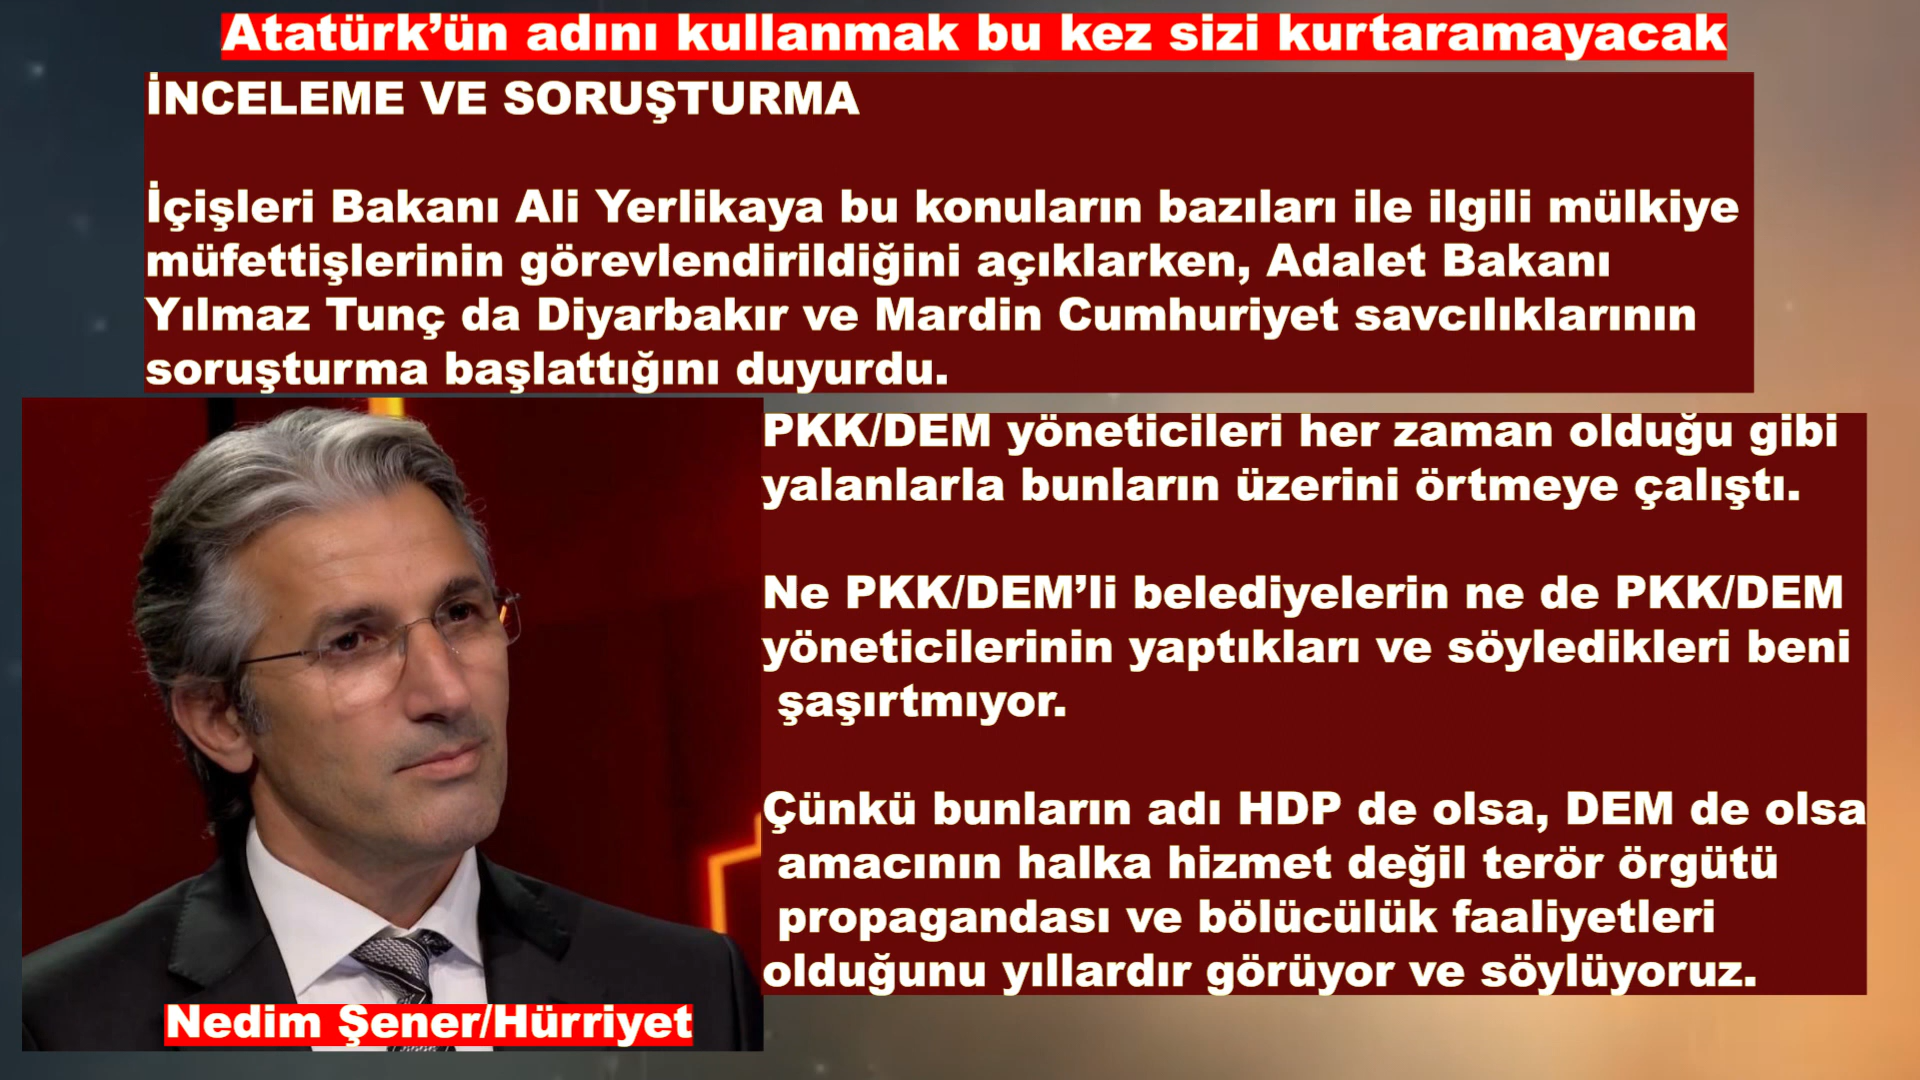 Atatürk’ün adını kullanmak bu kez sizi kurtaramayacak
İNCELEME VE SORUŞTURMA
İçişleri Bakanı Ali Yerlikaya bu konuların bazıları ile ilgili mülkiye
müfettişlerinin görevlendirildiğini açıklarken, Adalet Bakanı
Yılmaz Tunç da Diyarbakır ve Mardin Cumhuriyet savcılıklarının
soruşturma başlattığını duyurdu.
PKK/DEM yöneticileri her zaman olduğu gibi
yalanlarla bunların üzerini örtmeye çalıştı.
Ne PKK/DEM’li belediyelerin ne de PKK/DEM
yöneticilerinin yaptıkları ve söyledikleri beni
şaşırtmıyor.
Çünkü bunların adı HDP de olsa, DEM de olsa
amacının halka hizmet değil terör örgütü
propagandası ve bölücülük faaliyetleri
olduğunu yıllardır görüyor ve söylüyoruz.
Nedim Şener/Hürriyet